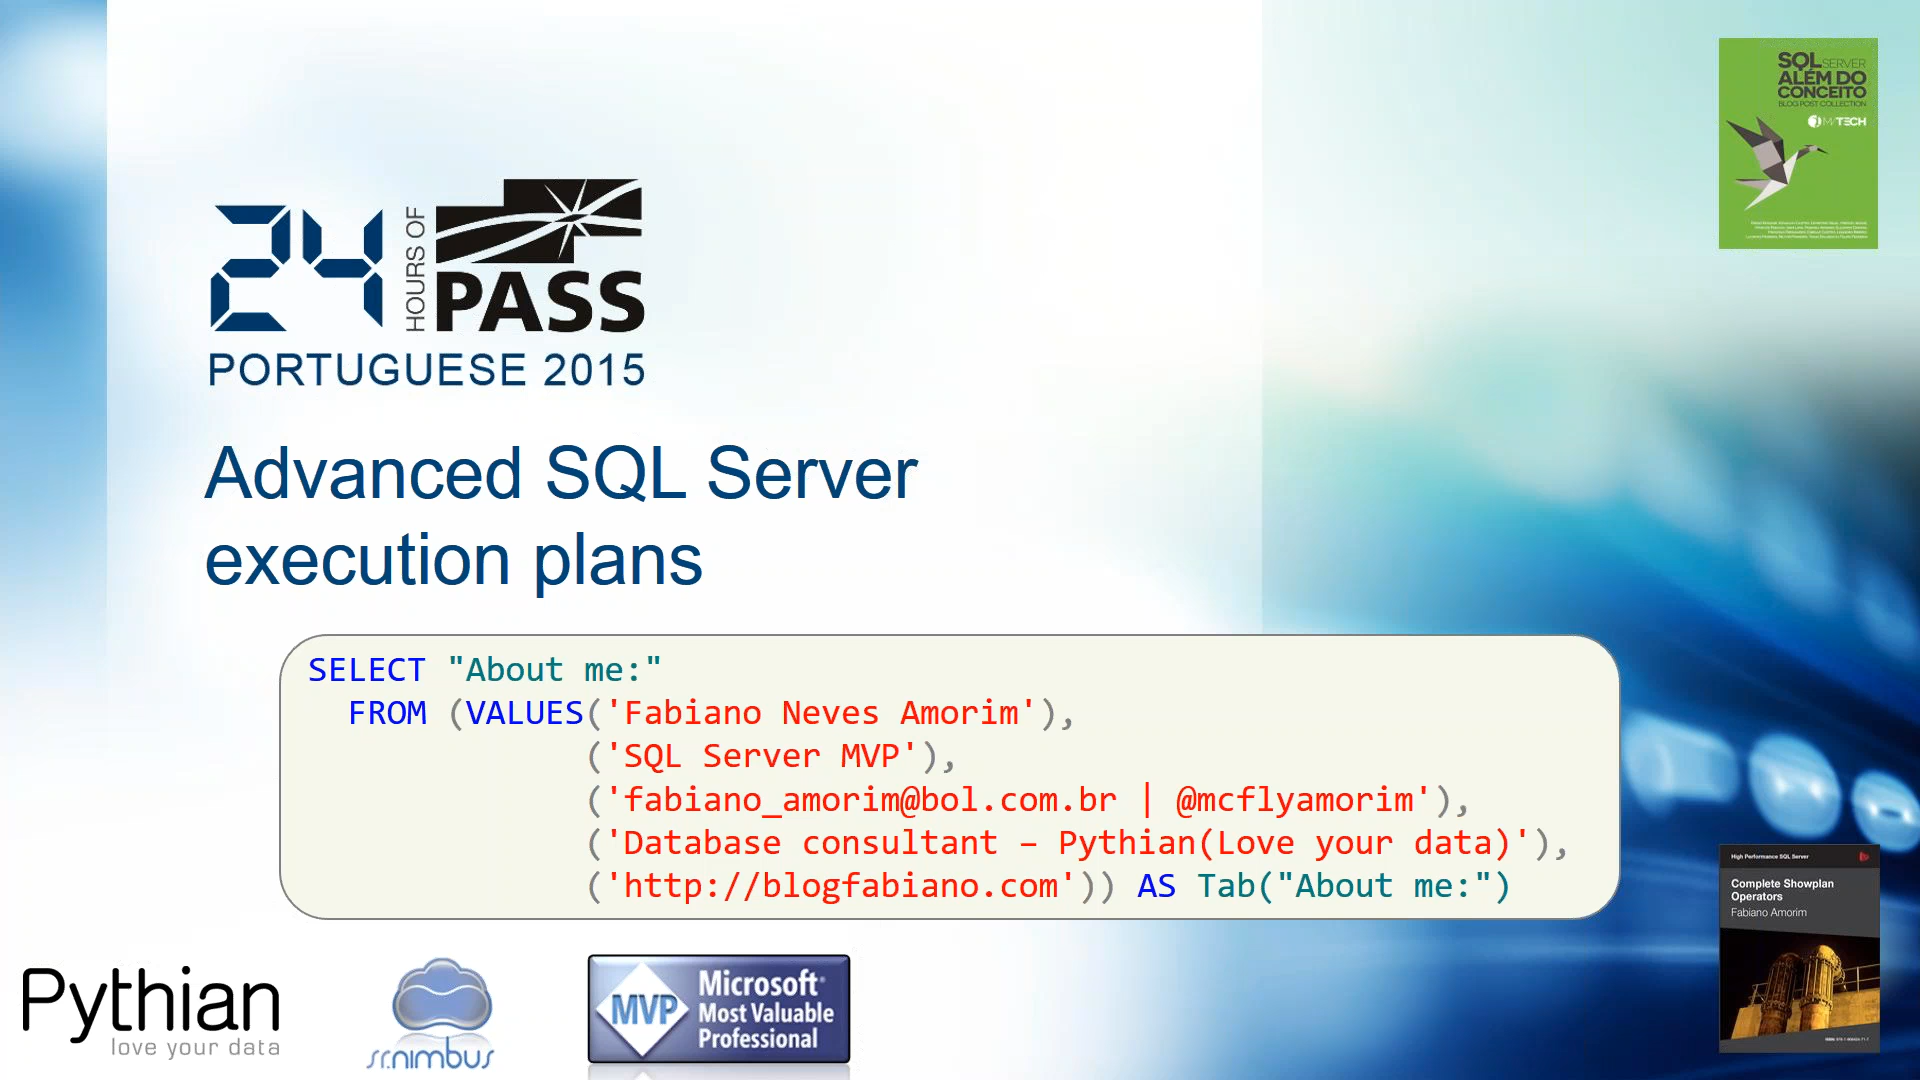 24 HOURS OF PASS
PORTUGUESE 2015
Advanced SQL Server
execution plans
SELECT "About me:"
FROM (VALUES('Fabiano Neves Amorim'),
('SQL Server MVP'),
('fabiano_amorim@bol.com.br | @mcflyamorim'),
('Database consultant – Pythian(Love your data)'),
('http://blogfabiano.com')) AS Tab("About me:")
Pythian
love your data
sr.nimbus
MVP
Microsoft®
Most Valuable
Professional
SQL SERVER
ALÉM DO
CONCEITO
BLOG POST COLLECTION
High Performance SQL Server
Complete Showplan
Operators
Fabiano Amorim